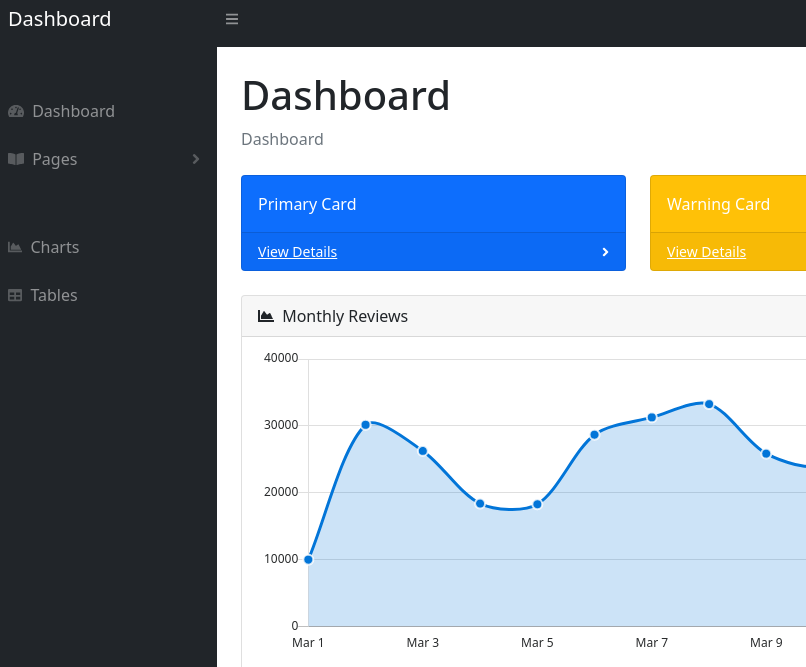 Dashboard
Dashboard
Pages
Charts
Tables
Dashboard
Dashboard
Primary Card
View Details
Warning Card
View Details
Monthly Reviews
40000
30000
20000
10000
0
Mar 1 Mar 3 Mar 5 Mar 7 Mar 9